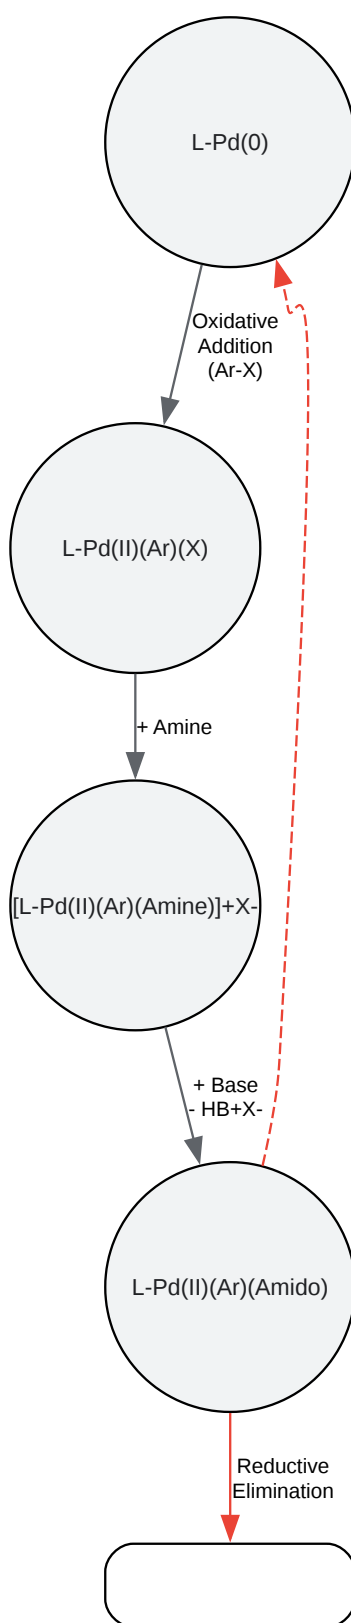 L-Pd(0)
Oxidative
Addition
(Ar-X)
L-Pd(II)(Ar)(X)
+ Amine
[L-Pd(II)(Ar)(Amine)]+X-
+ Base
- HB+X-
L-Pd(II)(Ar)(Amido)
Reductive
Elimination